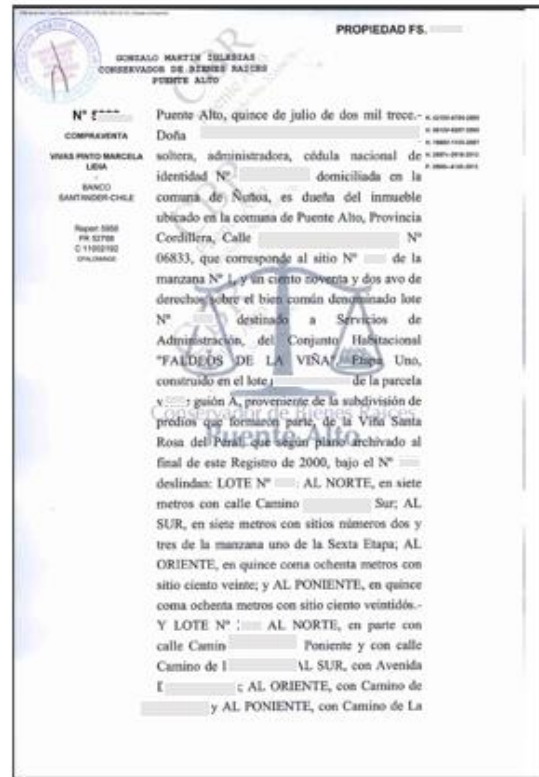 PROPIEDAD FS.
GONZALO MARTIN IGLESIAS
CONSERVADOR DE BIENES RAICES
PUENTE ALTO
N°
COMPRAVENTA
VIVAS PINTO MARCELA
LIDIA
-
BANCO
SANTANDER-CHILE
Puente Alto, quince de julio de dos mil trece.-
Doña
soltera, administradora, cédula nacional de
identidad N° domiciliada en la
comuna de Ñuñoa, es dueña del inmueble
ubicado en la comuna de Puente Alto, Provincia
Cordillera, Calle N°
06833, que corresponde al sitio N° de la
manzana N° 1, y un ciento noventa y dos avo de
derechos sobre el bien común denominado lote
N° destinado a Servicios de
Administración, del Conjunto Habitacional
"FALDEOS DE LA VIÑA" Etapa Uno,
construido en el lote de la parcela
guión A, proveniente de la subdivisión de
predios que formaron parte, de la Viña Santa
Rosa del Peral, que según plano archivado al
final de este Registro de 2000, bajo el N°
deslindan: LOTE N° : AL NORTE, en siete
metros con calle Camino Sur; AL
SUR, en siete metros con sitios números dos y
tres de la manzana uno de la Sexta Etapa; AL
ORIENTE, en quince coma ochenta metros con
sitio ciento veinte; y AL PONIENTE, en quince
coma ochenta metros con sitio ciento veintidós.-
Y LOTE N° AL NORTE, en parte con
calle Camin Poniente y con calle
Camino de AL SUR, con Avenida
; AL ORIENTE, con Camino de
y AL PONIENTE, con Camino de La
Conservador de Bienes Raíces
Puente Alto